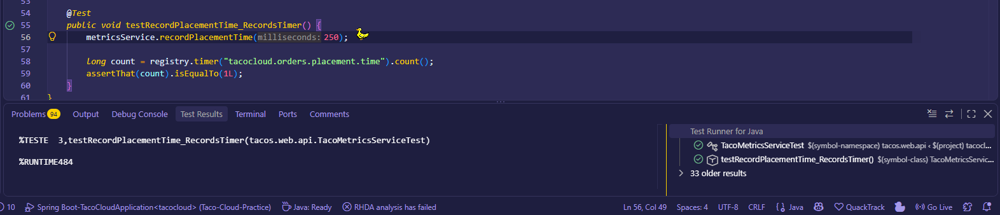 53
54 @Test
55 public void testRecordPlacementTime_RecordsTimer() {
56 metricsService.recordPlacementTime(milliseconds: 250);
57
58 long count = registry.timer("tacocloud.orders.placement.time").count();
59 assertThat(count).isEqualTo(1L);
60 }
61 }
Problems 94 Output Debug Console Test Results Terminal Ports Comments
%TESTE 3,testRecordPlacementTime_RecordsTimer(tacos.web.api.TacoMetricsServiceTest)
%RUNTIME484
Test Runner for Java
TacoMetricsServiceTest $(symbol-namespace) tacos.web.api < $(project) tacocl...
testRecordPlacementTime_RecordsTimer() $(symbol-class) TacoMetricsServic...
33 older results
10 Spring Boot-TacoCloudApplication<tacocloud> (Taco-Cloud-Practice) Java: Ready RHDA analysis has failed Ln 56, Col 49 Spaces: 4 UTF-8 CRLF {} Java QuackTrack Go Live